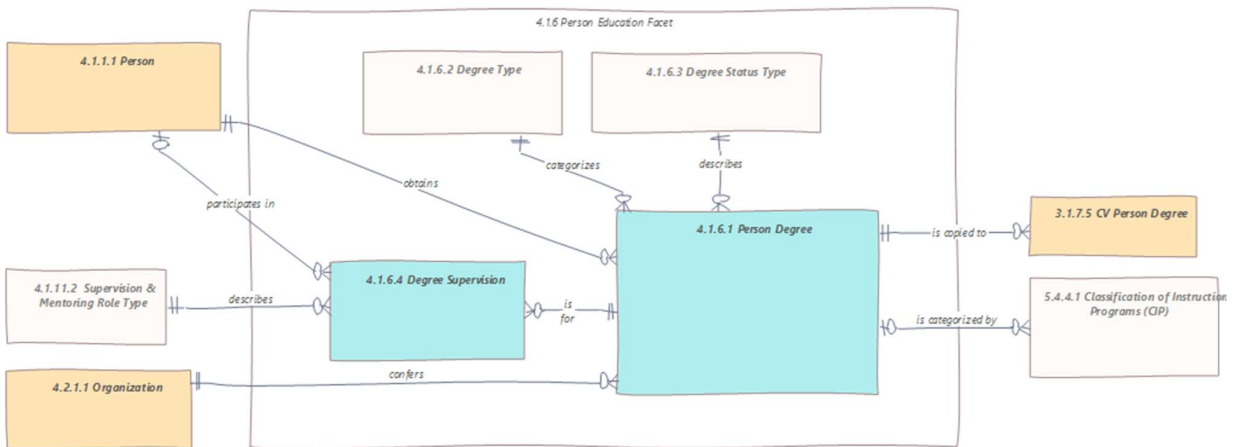 4.1.6 Person Education Facet
4.1.1.1 Person
4.1.6.2 Degree Type
4.1.6.3 Degree Status Type
categorizes
describes
obtains
participates in
4.1.6.1 Person Degree
3.1.7.5 CV Person Degree
is copied to
4.1.6.4 Degree Supervision
4.1.11.2 Supervision &
Mentoring Role Type
describes
is
for
5.4.4.1 Classification of Instruction
Programs (CIP)
is categorized by
4.2.1.1 Organization
confers